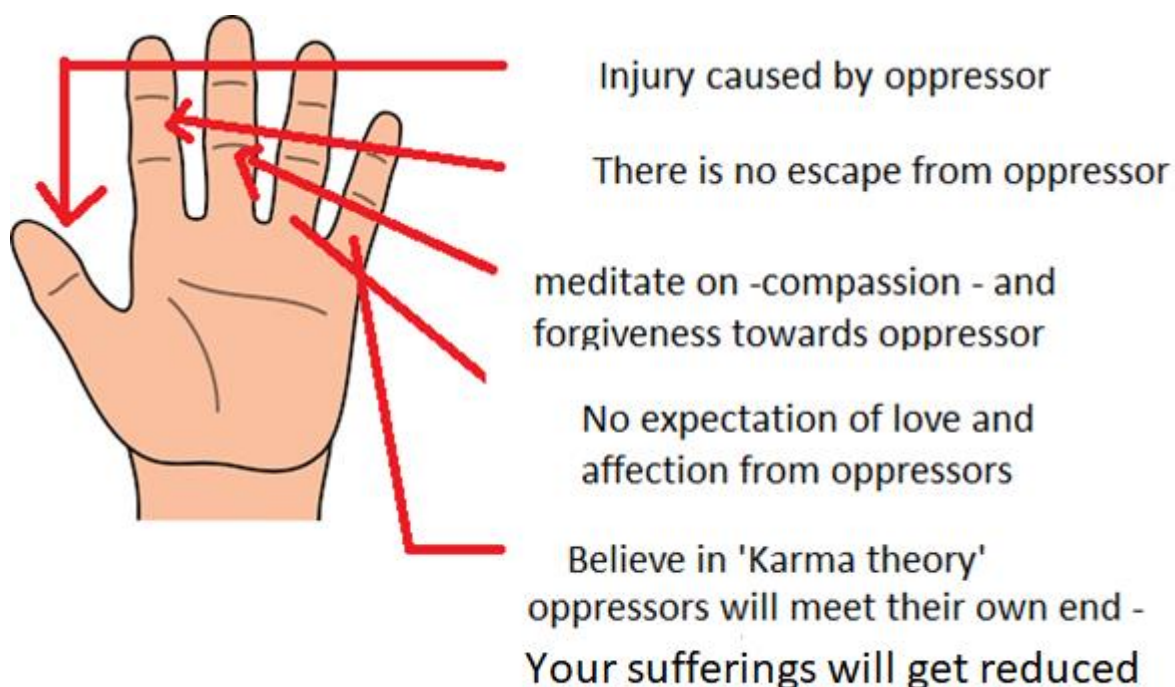 Injury caused by oppressor
There is no escape from oppressor
meditate on -compassion - and
forgiveness towards oppressor
No expectation of love and
affection from oppressors
Believe in 'Karma theory'
oppressors will meet their own end -
Your sufferings will get reduced